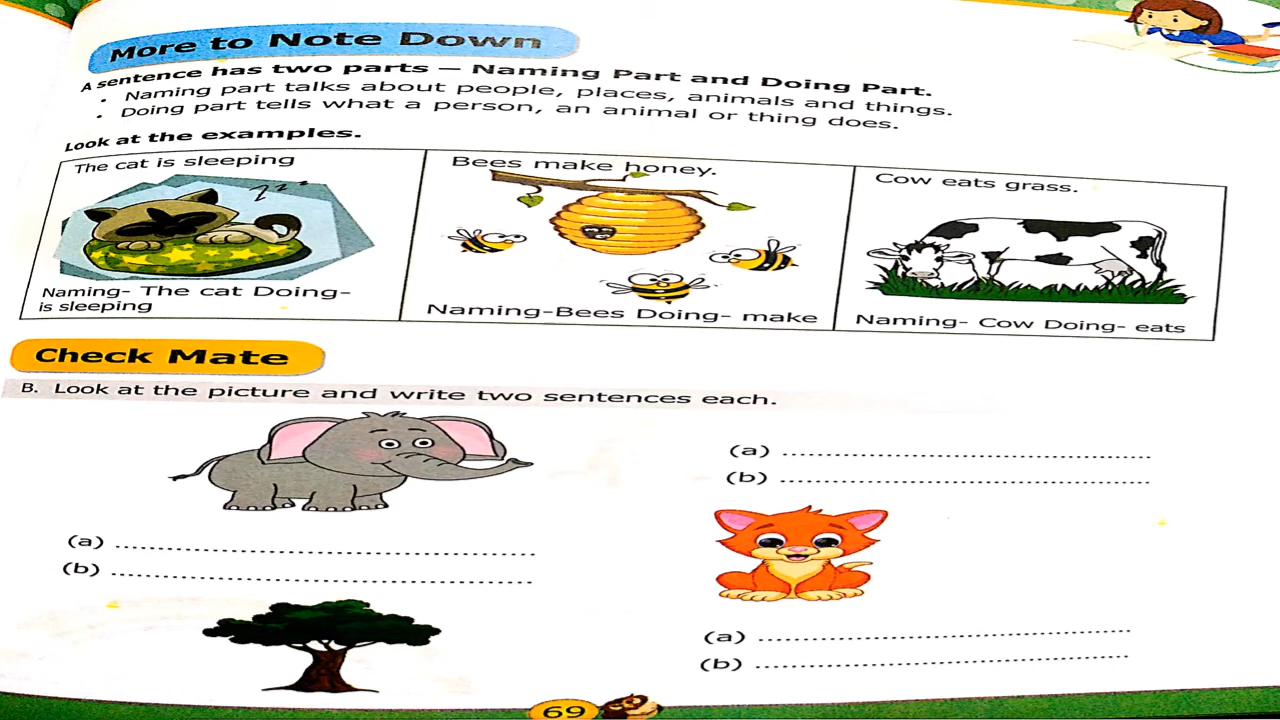 More to Note Down
A sentence has two parts — Naming Part and Doing Part.
• Naming part talks about people, places, animals and things.
• Doing part tells what a person, an animal or thing does.
Look at the examples.
The cat is sleeping
zzz
Naming- The cat Doing-
is sleeping
Bees make honey.
Naming-Bees Doing- make
Cow eats grass.
Naming- Cow Doing- eats
Check Mate
B. Look at the picture and write two sentences each.
(a) ................................................
(b) ................................................
(a) ................................................
(b) ................................................
(a) ................................................
(b) ................................................
69